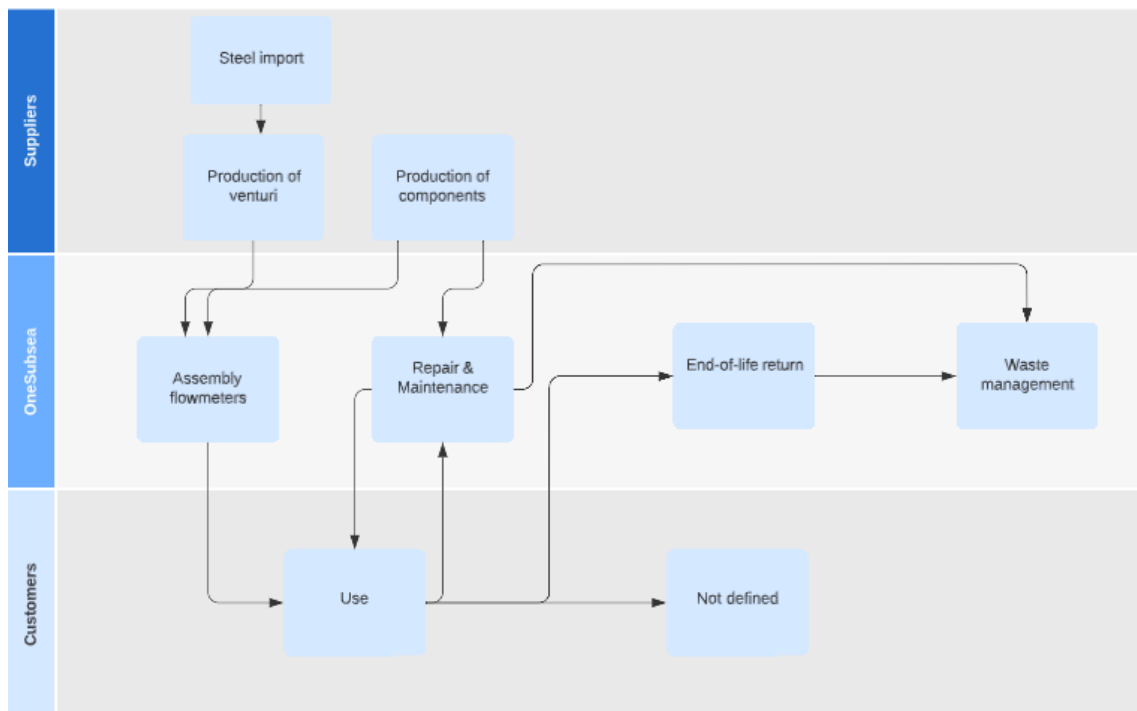 Suppliers
Steel import
Production of
venturi
Production of
components
OneSubsea
Assembly
flowmeters
Repair &
Maintenance
End-of-life return
Waste
management
Customers
Use
Not defined